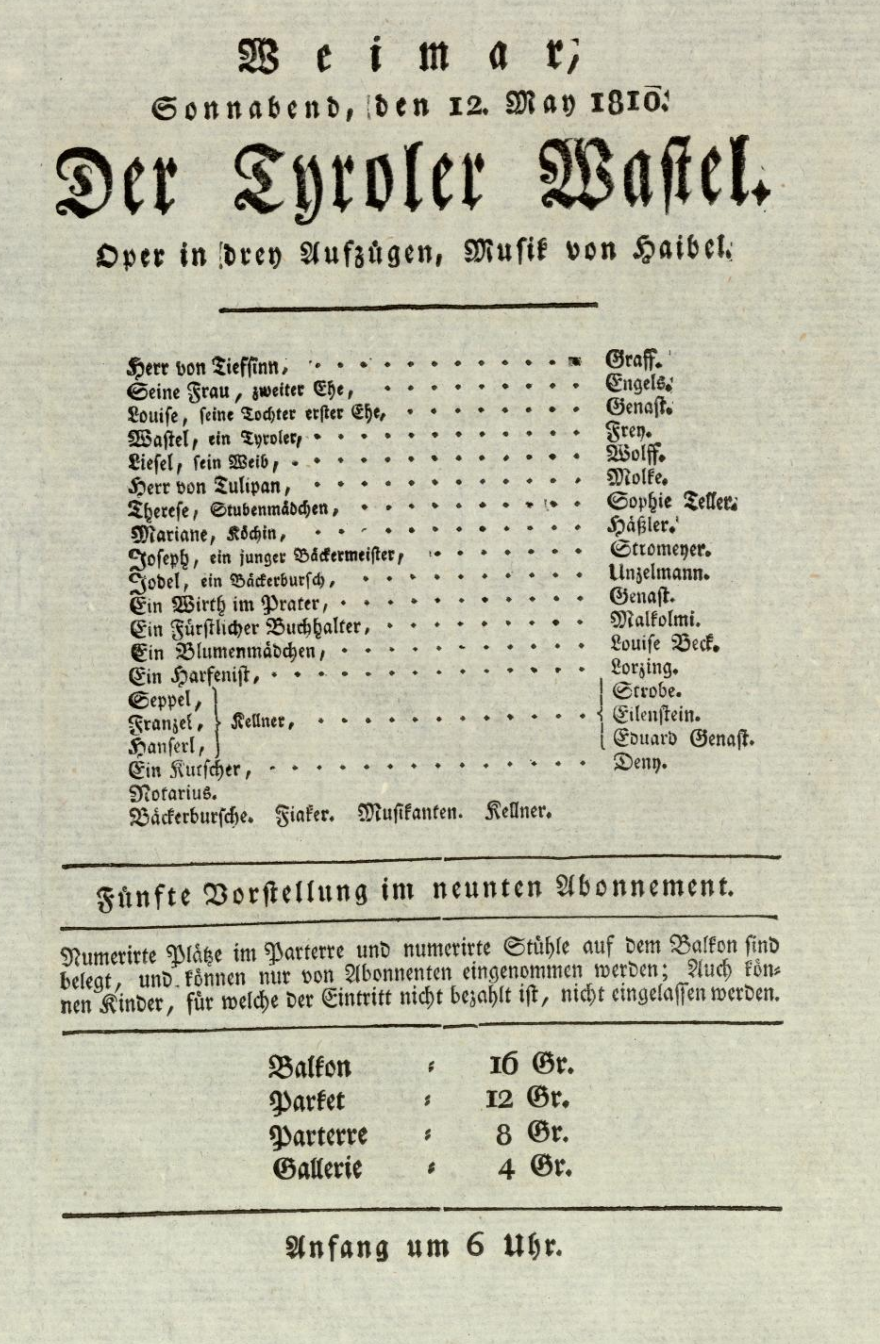 Weimar,
Sonnabend, den 12. May 1810.
Der Tyroler Wastel.
Oper in drey Aufzügen, Musik von Haibel.
Herr von Tiefsinn, . . . . . . . . . . . . Graff.
Seine Frau, zweiter Ehe, . . . . . . . . . Engels.
Louise, seine Tochter erster Ehe, . . . . . . . . Genast.
Wastel, ein Tyroler, . . . . . . . . . . . . Frey.
Liesel, sein Weib, . . . . . . . . . . . . . Wolff.
Herr von Tulipan, . . . . . . . . . . . . Molke.
Therese, Stubenmädchen, . . . . . . . . . . Sophie Teller.
Mariane, Köchin, . . . . . . . . . . . . Häßler.
Joseph, ein junger Bäckermeister, . . . . . . . Stromeyer.
Jodel, ein Bäckerbursch, . . . . . . . . . . Unzelmann.
Ein Wirth im Prater, . . . . . . . . . . . Genast.
Ein Fürstlicher Buchhalter, . . . . . . . . . Malkolmi.
Ein Blumenmädchen, . . . . . . . . . . . Louise Beck.
Ein Harfenist, . . . . . . . . . . . . . . Lorzing.
Seppel, Strobe.
Franzel, } Kellner, . . . . . . . . . . . . { Eilenstein.
Hanserl, Eduard Genast.
Ein Kutscher, . . . . . . . . . . . . . . Deny.
Notarius.
Bäckerbursche. Fiaker. Musikanten. Kellner.
Fünfte Vorstellung im neunten Abonnement.
Numerirte Plätze im Parterre und numerirte Stühle auf dem Balkon sind
belegt, und können nur von Abonnenten eingenommen werden; Auch kön-
nen Kinder, für welche der Eintritt nicht bezahlt ist, nicht eingelassen werden.
Balkon = 16 Gr.
Parket = 12 Gr.
Parterre = 8 Gr.
Gallerie = 4 Gr.
Anfang um 6 Uhr.